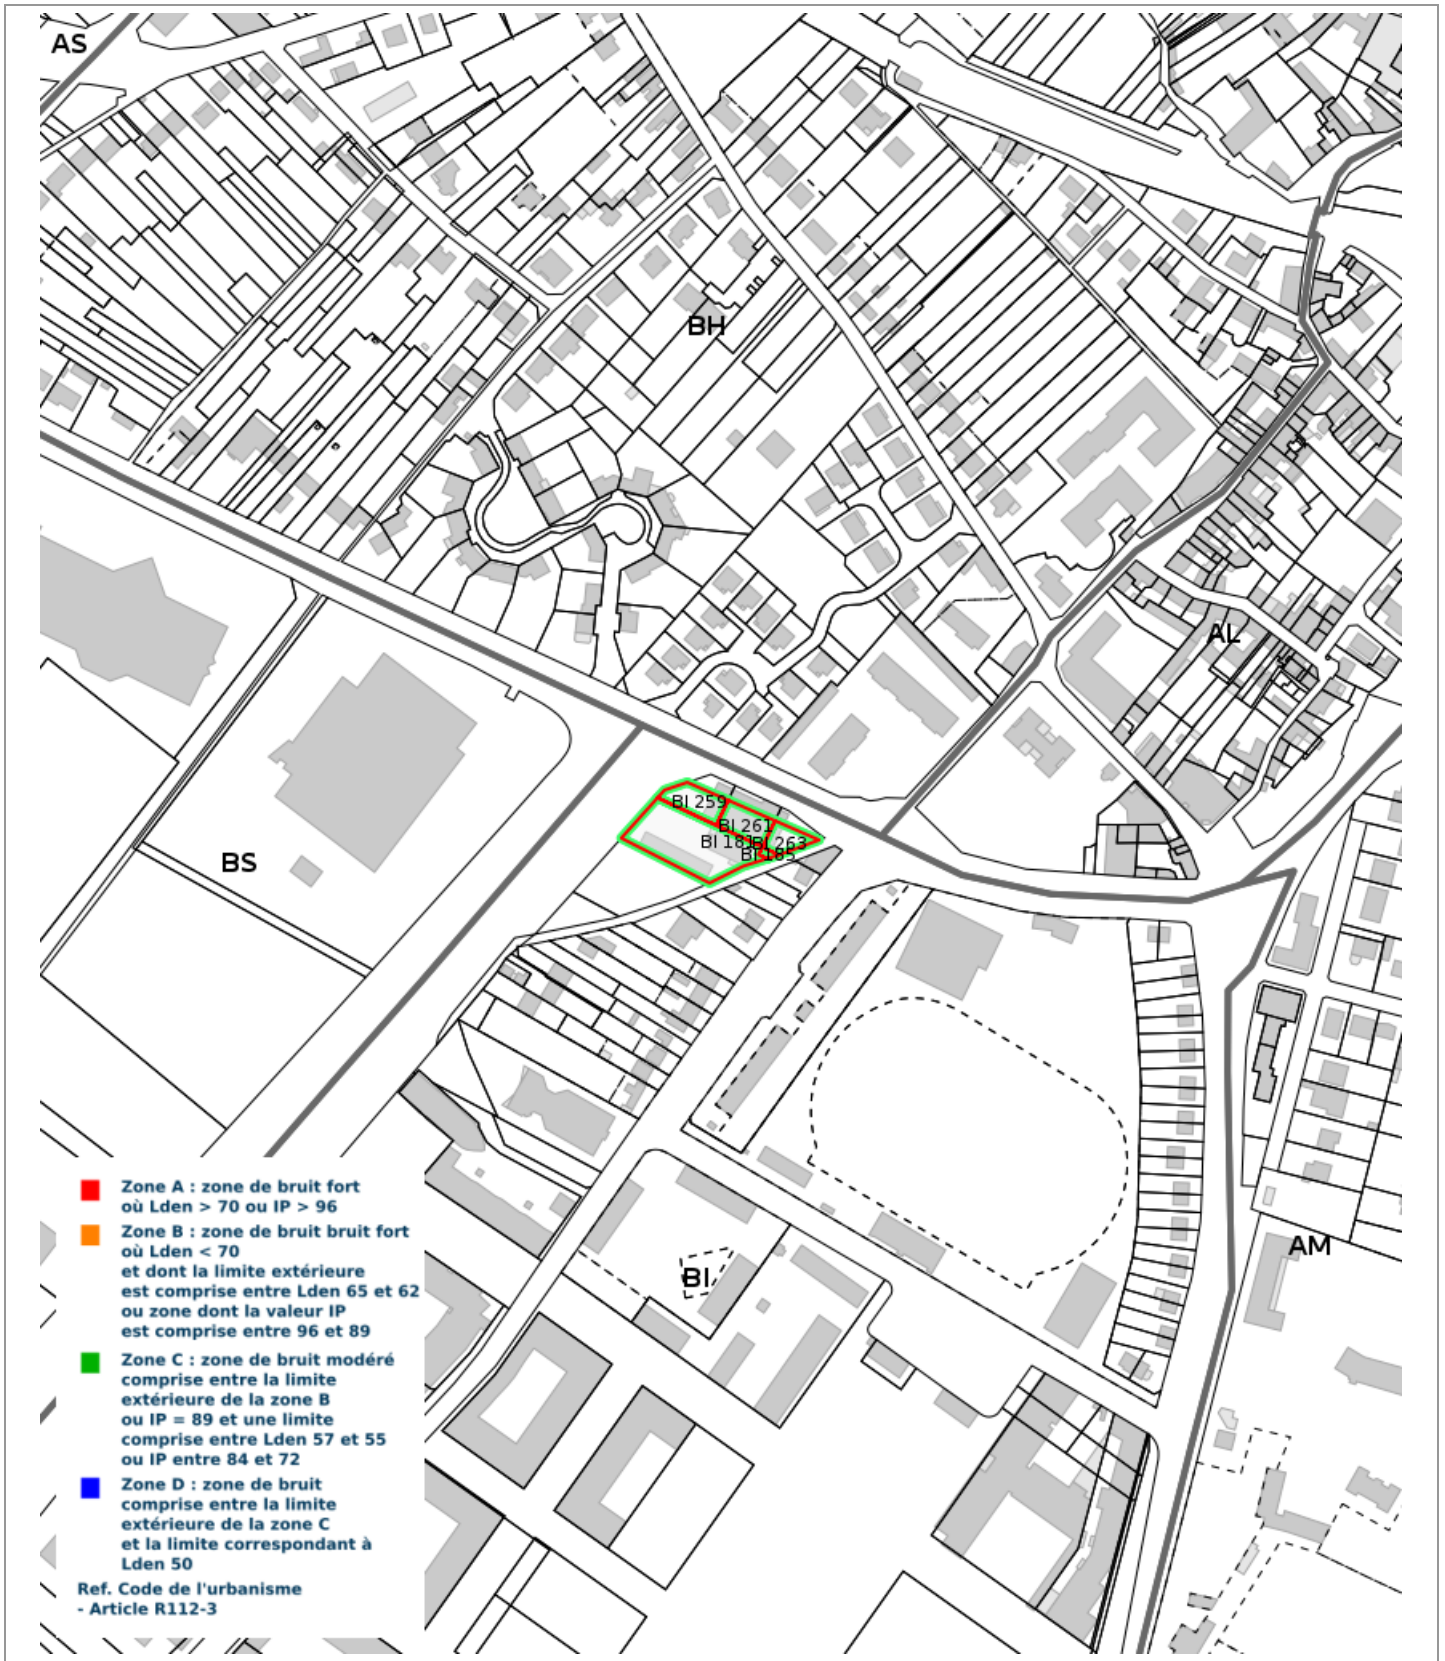 AS
BH
AL
BI 259
BI 261
BI 181
BI 263
BI 185
BS
AM
BI
Zone A : zone de bruit fort
où Lden > 70 ou IP > 96
Zone B : zone de bruit bruit fort
où Lden < 70
et dont la limite extérieure
est comprise entre Lden 65 et 62
ou zone dont la valeur IP
est comprise entre 96 et 89
Zone C : zone de bruit modéré
comprise entre la limite
extérieure de la zone B
ou IP = 89 et une limite
comprise entre Lden 57 et 55
ou IP entre 84 et 72
Zone D : zone de bruit
comprise entre la limite
extérieure de la zone C
et la limite correspondant à
Lden 50
Ref. Code de l'urbanisme
- Article R112-3